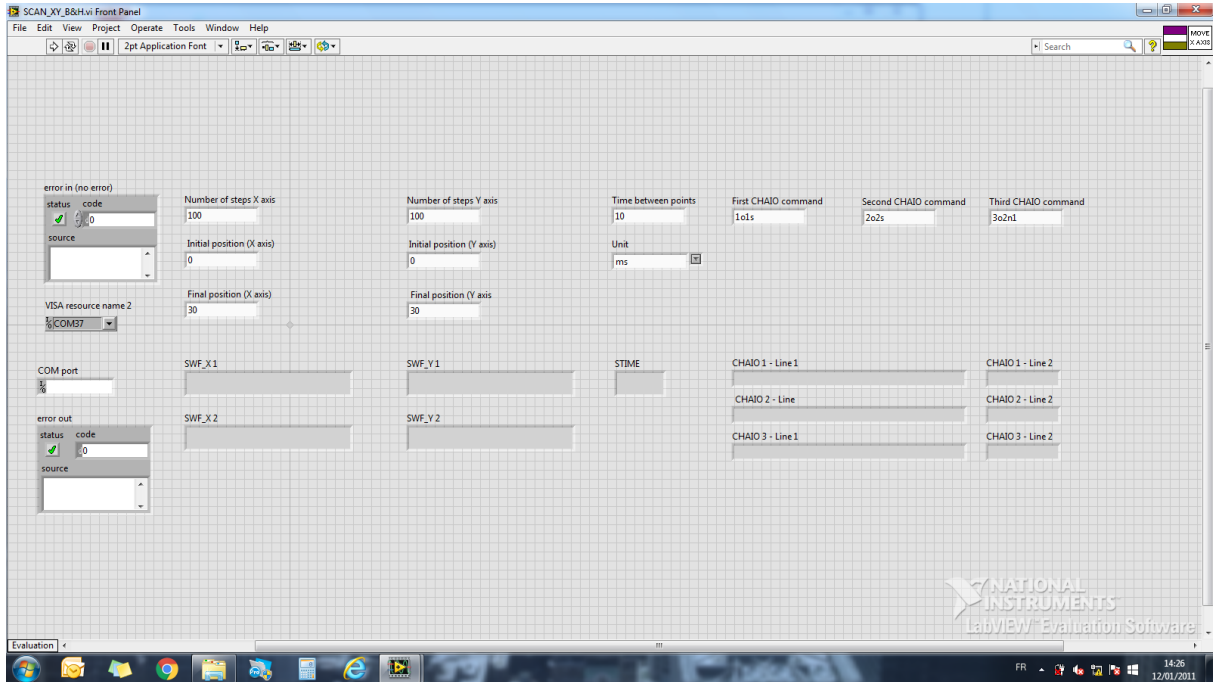 SCAN_XY_B&H.vi Front Panel
File Edit View Project Operate Tools Window Help
2pt Application Font
Search
MOVE
X AXIS
error in (no error)
status code
0
source
Number of steps X axis
100
Initial position (X axis)
0
Final position (X axis)
30
Number of steps Y axis
100
Initial position (Y axis)
0
Final position (Y axis
30
Time between points
10
Unit
ms
First CHAIO command
1o1s
Second CHAIO command
2o2s
Third CHAIO command
3o2n1
VISA resource name 2
COM37
COM port
error out
status code
0
source
SWF_X 1
SWF_X 2
SWF_Y 1
SWF_Y 2
STIME
CHAIO 1 - Line 1
CHAIO 2 - Line
CHAIO 3 - Line 1
CHAIO 1 - Line 2
CHAIO 2 - Line 2
CHAIO 3 - Line 2
NATIONAL
INSTRUMENTS
LabVIEW™ Evaluation Software
Evaluation
FR
14:26
12/01/2011